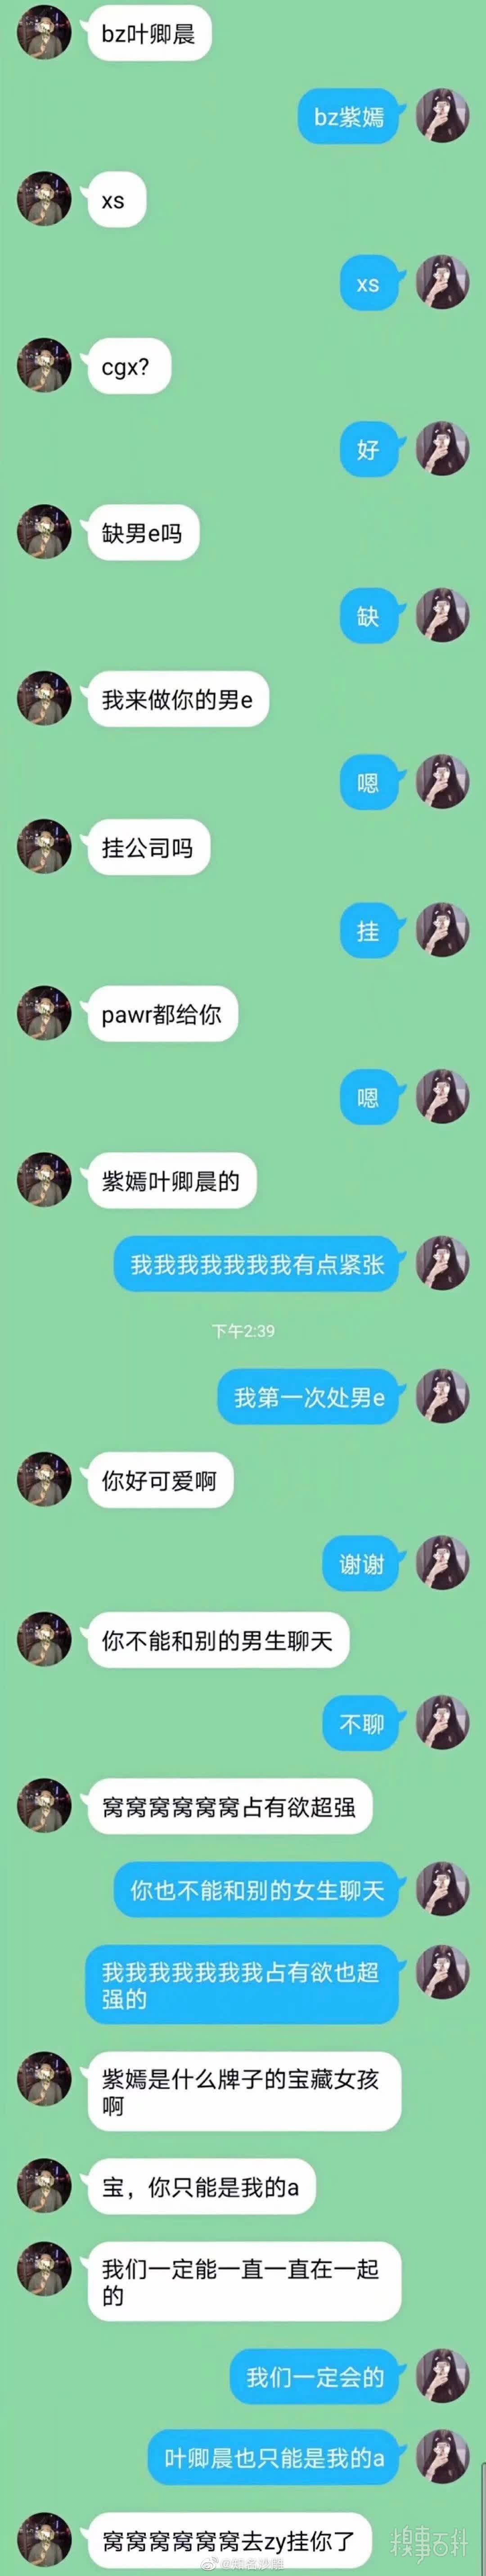 bz叶卿晨
bz紫嫣
xs
xs
cgx?
好
缺男e吗
缺
我来做你的男e
嗯
挂公司吗
挂
pawr都给你
嗯
紫嫣叶卿晨的
我我我我我我我有点紧张
下午2:39
我第一次处男e
你好可爱啊
谢谢
你不能和别的男生聊天
不聊
窝窝窝窝窝窝占有欲超强
你也不能和别的女生聊天
我我我我我我我占有欲也超
强的
紫嫣是什么牌子的宝藏女孩
啊
宝，你只能是我的a
我们一定能一直一直在一起
的
我们一定会的
叶卿晨也只能是我的a
窝窝窝窝窝窝去zy挂你了
糗事百科